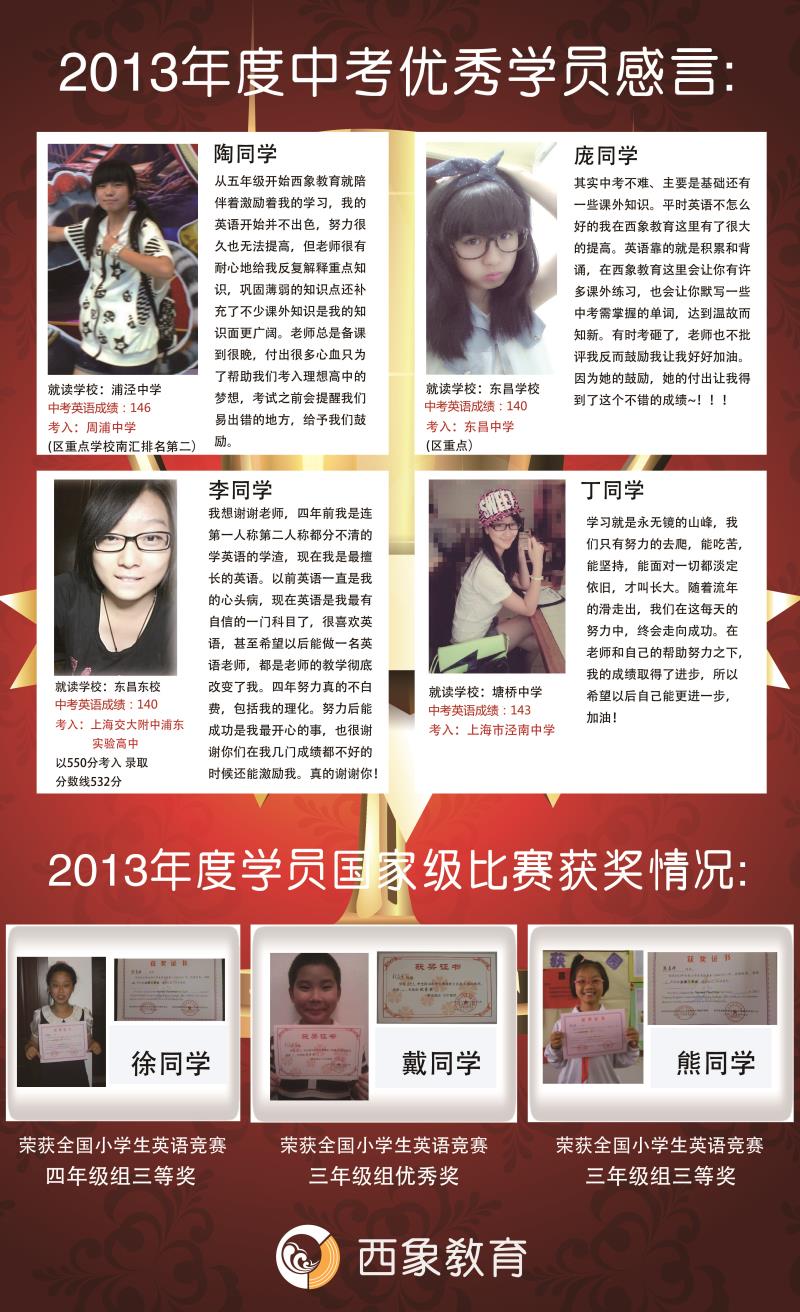 2013年度中考优秀学员感言:
陶同学
从五年级开始西象教育就陪
伴着激励着我的学习，我的
英语开始并不出色，努力很
久也无法提高，但老师很有
耐心地给我反复解释重点知
识，巩固薄弱的知识点还补
充了不少课外知识是我的知
识面更广阔。老师总是备课
到很晚，付出很多心血只为
了帮助我们考入理想高中的
梦想，考试之前会提醒我们
易出错的地方，给予我们鼓
励。
就读学校：浦泾中学
中考英语成绩：146
考入：周浦中学
(区重点学校南汇排名第二)
庞同学
其实中考不难、主要是基础还有
一些课外知识。平时英语不怎么
好的我在西象教育这里有了很大
的提高。英语靠的就是积累和背
诵，在西象教育这里会让你有许
多课外练习，也会让你默写一些
中考需掌握的单词，达到温故而
知新。有时考砸了，老师也不批
评我反而鼓励我让我好好加油。
因为她的鼓励，她的付出让我得
到了这个不错的成绩~！！！
就读学校：东昌学校
中考英语成绩：140
考入：东昌中学
(区重点)
李同学
我想谢谢老师，四年前我是连
第一人称第二人称都分不清的
学英语的学渣，现在我是最擅
长的英语。以前英语一直是我
的心头病，现在英语是我最有
自信的一门科目了，很喜欢英
语，甚至希望以后能做一名英
语老师，都是老师的教学彻底
改变了我。四年努力真的不白
费，包括我的理化。努力后能
成功是我最开心的事，也很谢
谢你们在我几门成绩都不好的
时候还能激励我。真的谢谢你！
就读学校：东昌东校
中考英语成绩：140
考入：上海交大附中浦东
实验高中
以550分考入 录取
分数线532分
丁同学
学习就是永无镜的山峰，我
们只有努力的去爬，能吃苦，
能坚持，能面对一切都淡定
依旧，才叫长大。随着流年
的滑走出，我们在这每天的
努力中，终会走向成功。在
老师和自己的帮助努力之下，
我的成绩取得了进步，所以
希望以后自己能更进一步，
加油！
SWEET
就读学校：塘桥中学
中考英语成绩：143
考入：上海市泾南中学
2013年度学员国家级比赛获奖情况:
获奖证书
徐同学
荣获全国小学生英语竞赛
四年级组三等奖
获奖证书
获奖证书
戴同学
荣获全国小学生英语竞赛
三年级组优秀奖
获奖证书
熊同学
荣获全国小学生英语竞赛
三年级组三等奖
西象教育